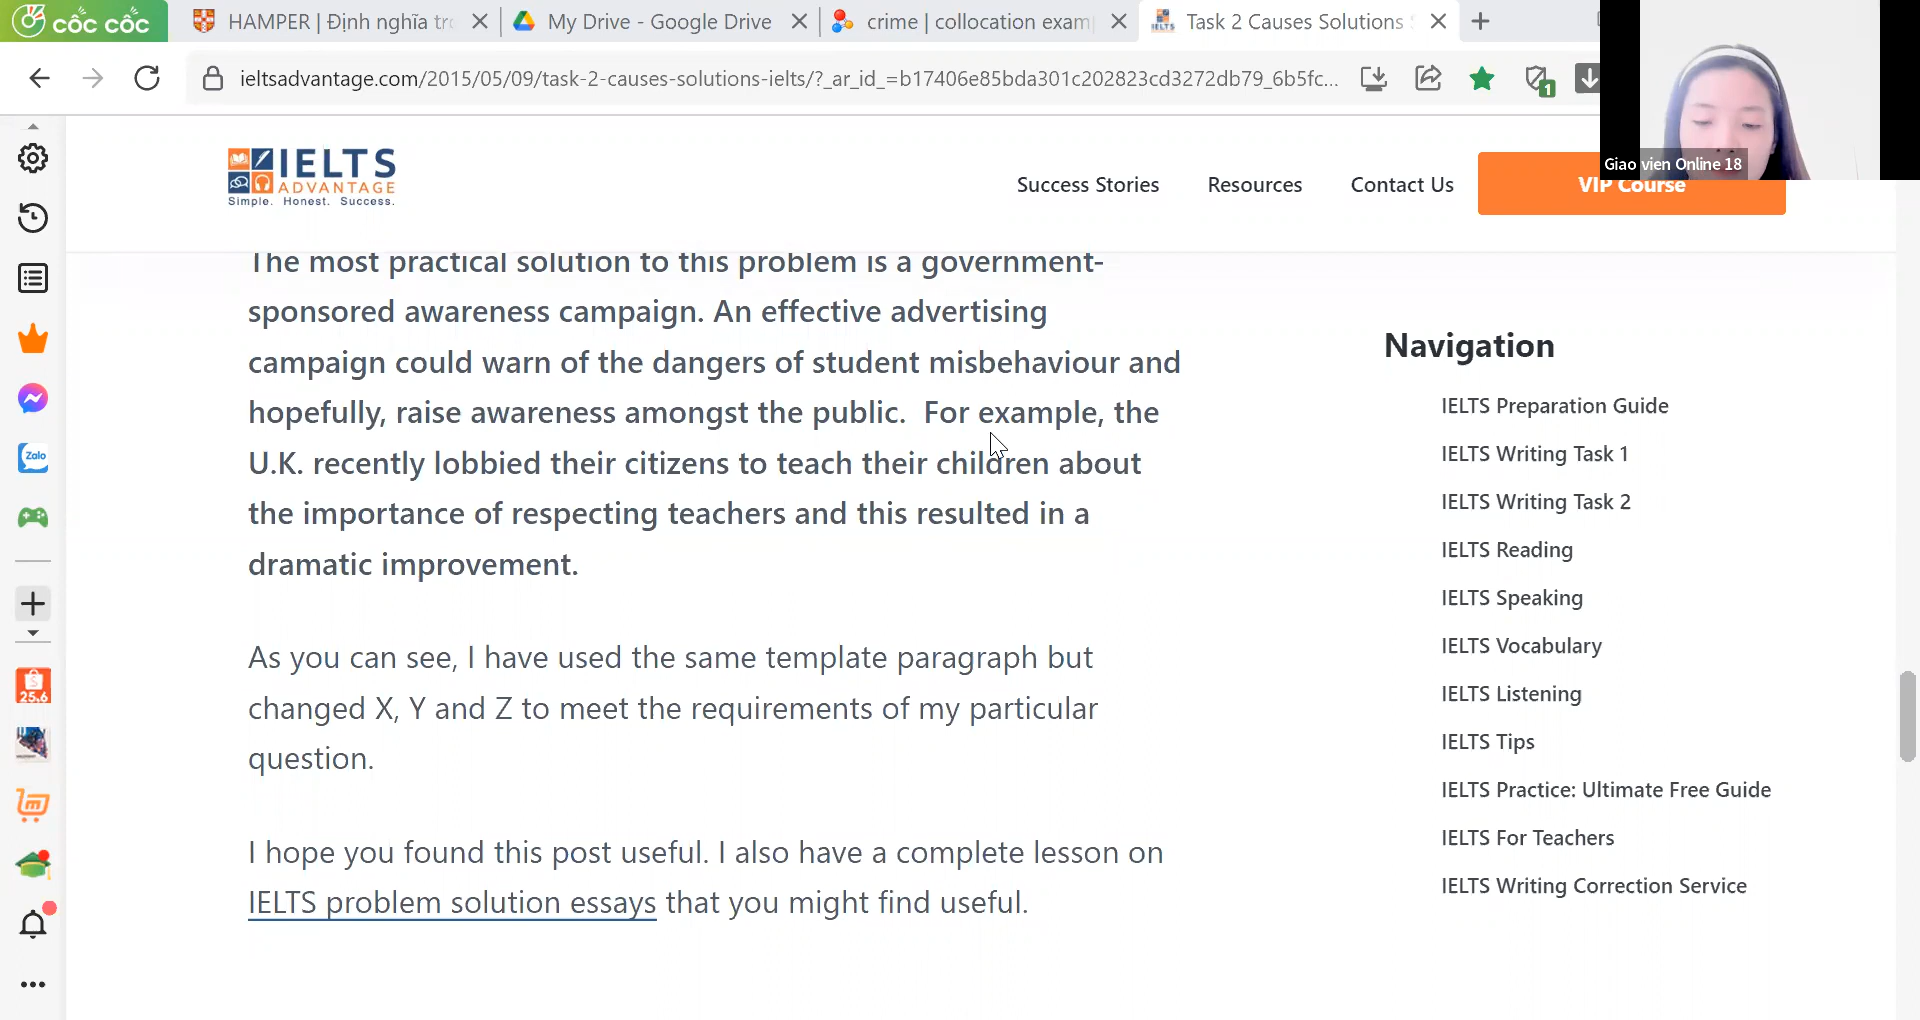 cốc cốc
HAMPER | Định nghĩa tro
My Drive - Google Drive
crime | collocation exam
Task 2 Causes Solutions
ieltsadvantage.com/2015/05/09/task-2-causes-solutions-ielts/?_ar_id_=b17406e85bda301c202823cd3272db79_6b5fc...
1
Giao vien Online 18
IELTS
ADVANTAGE
Simple. Honest. Success.
Success Stories
Resources
Contact Us
VIP Course
The most practical solution to this problem is a government-
sponsored awareness campaign. An effective advertising
campaign could warn of the dangers of student misbehaviour and
hopefully, raise awareness amongst the public.  For example, the
U.K. recently lobbied their citizens to teach their children about
the importance of respecting teachers and this resulted in a
dramatic improvement.
As you can see, I have used the same template paragraph but
changed X, Y and Z to meet the requirements of my particular
question.
I hope you found this post useful. I also have a complete lesson on
IELTS problem solution essays that you might find useful.
Navigation
IELTS Preparation Guide
IELTS Writing Task 1
IELTS Writing Task 2
IELTS Reading
IELTS Speaking
IELTS Vocabulary
IELTS Listening
IELTS Tips
IELTS Practice: Ultimate Free Guide
IELTS For Teachers
IELTS Writing Correction Service
Zalo
25.6